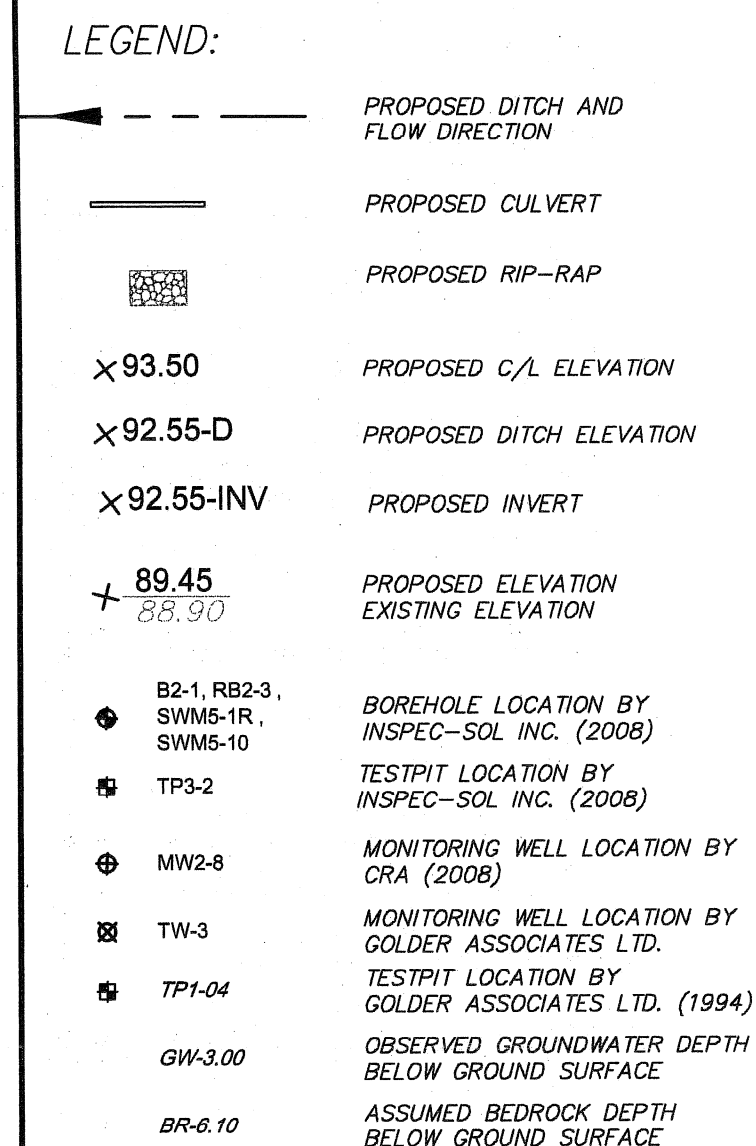 LEGEND:
PROPOSED DITCH AND
FLOW DIRECTION
PROPOSED CULVERT
PROPOSED RIP-RAP
×93.50 PROPOSED C/L ELEVATION
×92.55-D PROPOSED DITCH ELEVATION
×92.55-INV PROPOSED INVERT
89.45 PROPOSED ELEVATION
88.90 EXISTING ELEVATION
B2-1, RB2-3,
SWM5-1R,
SWM5-10
BOREHOLE LOCATION BY
INSPEC-SOL INC. (2008)
TP3-2
TESTPIT LOCATION BY
INSPEC-SOL INC. (2008)
MW2-8
MONITORING WELL LOCATION BY
CRA (2008)
TW-3
MONITORING WELL LOCATION BY
GOLDER ASSOCIATES LTD.
TP1-04
TESTPIT LOCATION BY
GOLDER ASSOCIATES LTD. (1994)
GW-3.00
OBSERVED GROUNDWATER DEPTH
BELOW GROUND SURFACE
BR-6.10
ASSUMED BEDROCK DEPTH
BELOW GROUND SURFACE